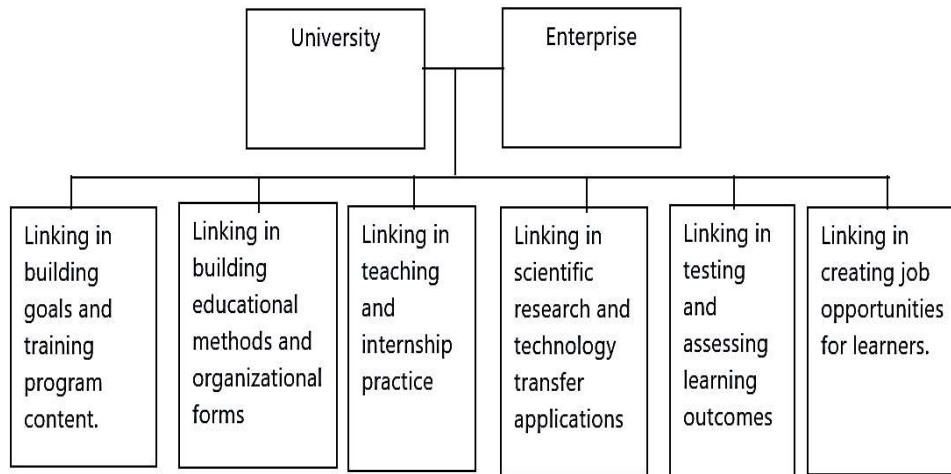 University
Enterprise
Linking in
building
goals and
training
program
content.
Linking in
building
educational
methods and
organizational
forms
Linking in
teaching
and
internship
practice
Linking in
scientific
research and
technology
transfer
applications
Linking in
testing
and
assessing
learning
outcomes
Linking in
creating job
opportunities
for learners.